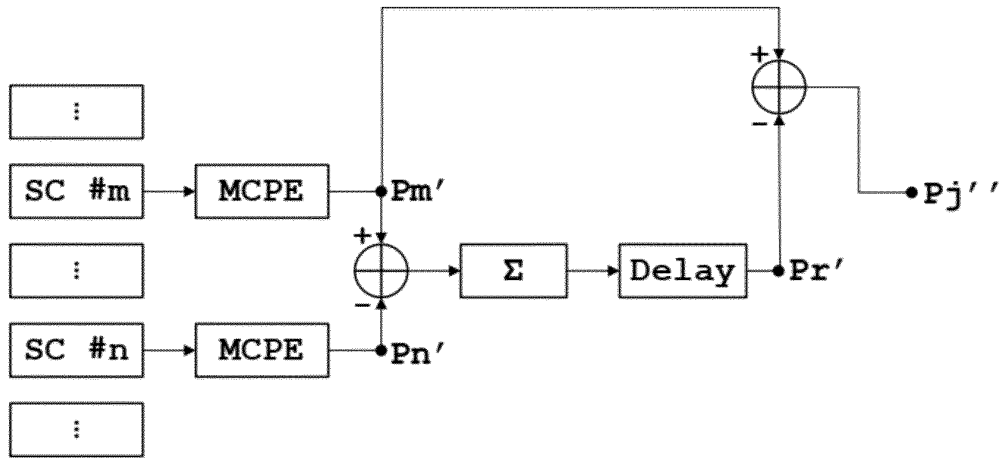 +
−
⋮
SC #m
MCPE
Pm′
Pj′′
+
⋮
Σ
Delay
Pr′
−
SC #n
MCPE
Pn′
⋮